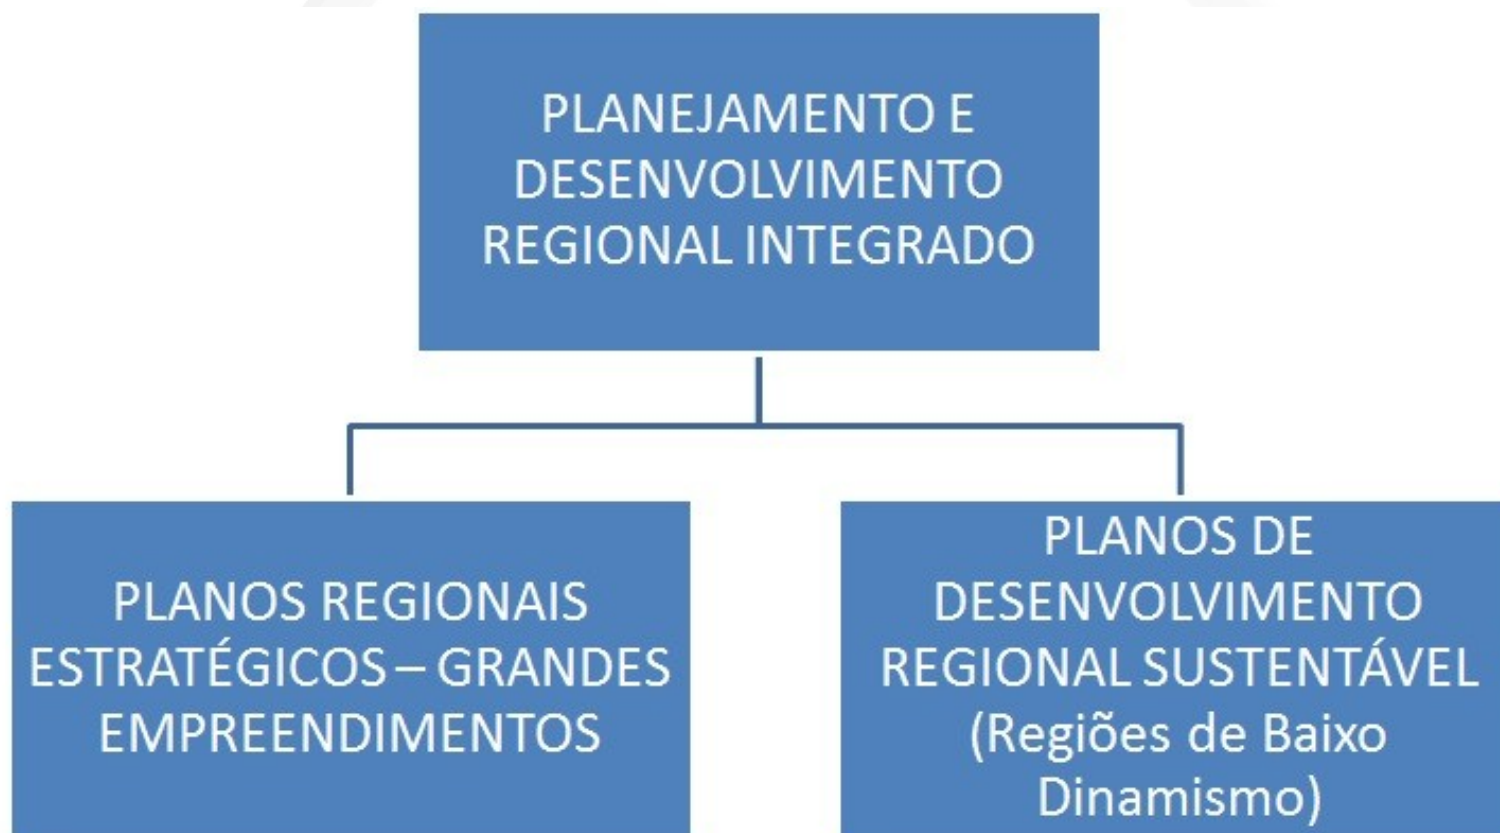 PLANEJAMENTO E
DESENVOLVIMENTO
REGIONAL INTEGRADO
PLANOS REGIONAIS
ESTRATÉGICOS – GRANDES
EMPREENDIMENTOS
PLANOS DE
DESENVOLVIMENTO
REGIONAL SUSTENTÁVEL
(Regiões de Baixo
Dinamismo)